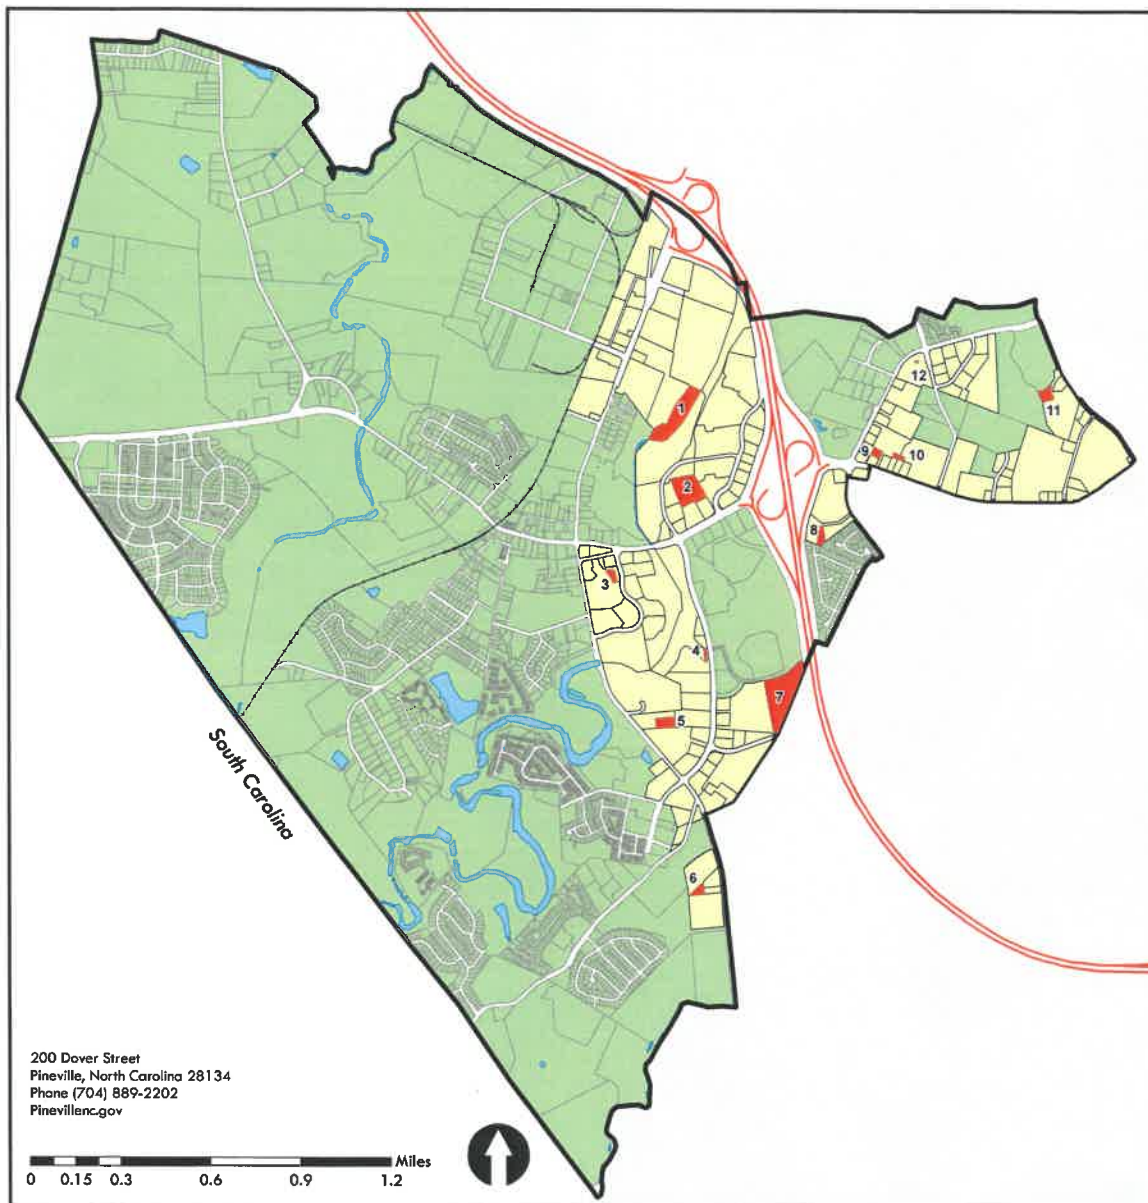 1
2
12
11
9
10
8
3
4
7
5
6
South Carolina
200 Dover Street
Pineville, North Carolina 28134
Phone (704) 889-2202
Pinevillenc.gov
Miles
0 0.15 0.3 0.6 0.9 1.2